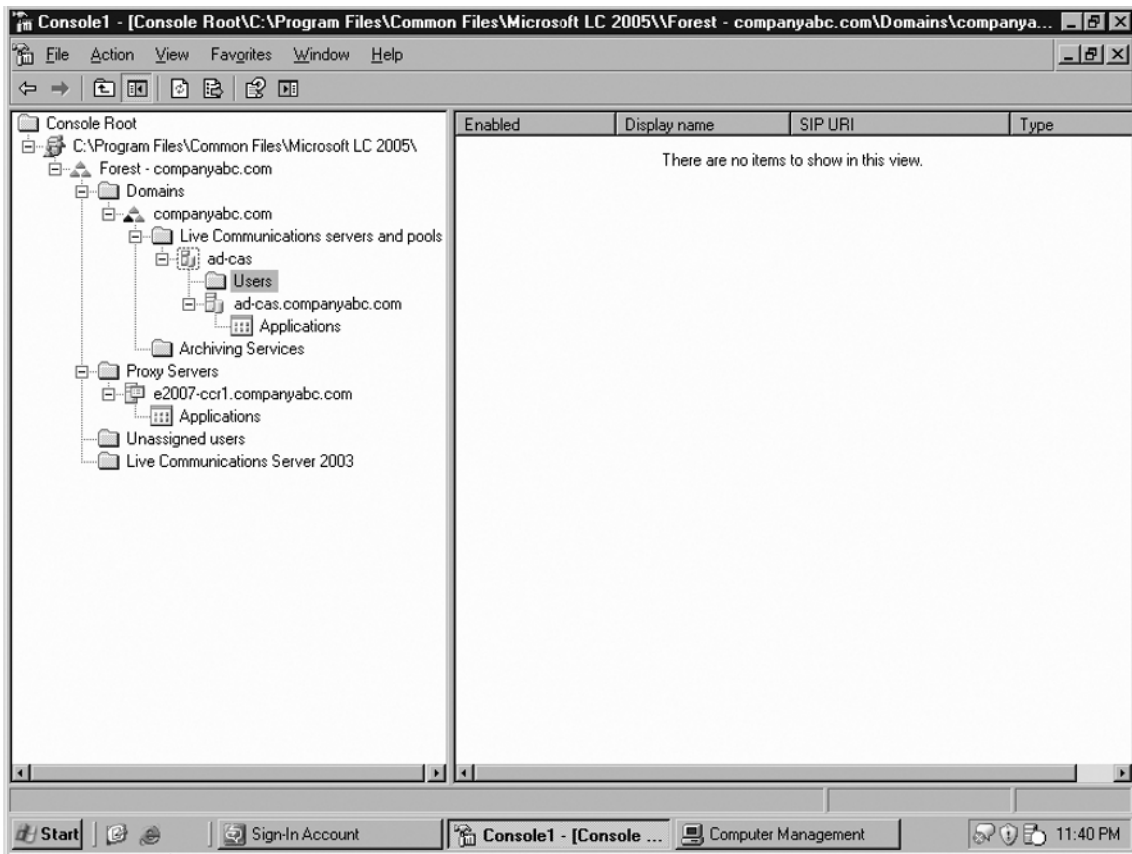 Console1 - [Console Root\C:\Program Files\Common Files\Microsoft LC 2005\\Forest - companyabc.com\Domains\companya...
File Action View Favorites Window Help
Console Root
C:\Program Files\Common Files\Microsoft LC 2005\
Forest - companyabc.com
Domains
companyabc.com
Live Communications servers and pools
ad-cas
Users
ad-cas.companyabc.com
Applications
Archiving Services
Proxy Servers
e2007-ccr1.companyabc.com
Applications
Unassigned users
Live Communications Server 2003
Enabled Display name SIP URI Type
There are no items to show in this view.
Start Sign-In Account Console1 - [Console ... Computer Management 11:40 PM